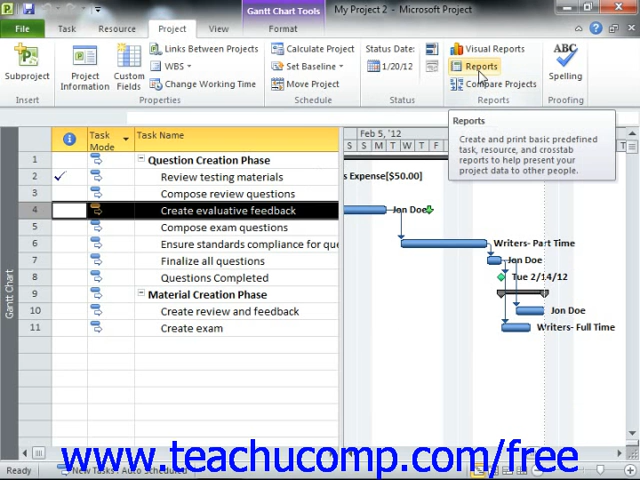 Gantt Chart Tools
My Project 2 - Microsoft Project
File Task Resource Project View Format
Subproject
Project Information
Custom Fields
Links Between Projects
WBS
Change Working Time
Calculate Project
Set Baseline
Move Project
Status Date:
1/20/12
Visual Reports
Reports
Compare Projects
ABC
Spelling
Insert Properties Schedule Status Reports Proofing
Reports
Create and print basic predefined
task, resource, and crosstab
reports to help present your
project data to other people.
Task Mode Task Name
Feb 5, '12
S M T W T F S
1 Question Creation Phase
2 Review testing materials
s Expense[$50.00]
3 Compose review questions
4 Create evaluative feedback
Jon Doe
5 Compose exam questions
6 Ensure standards compliance for que
Writers- Part Time
7 Finalize all questions
Jon Doe
8 Questions Completed
Tue 2/14/12
9 Material Creation Phase
10 Create review and feedback
Jon Doe
11 Create exam
Writers- Full Time
Gantt Chart
www.teachucomp.com/free
Ready
New Tasks : Auto Scheduled